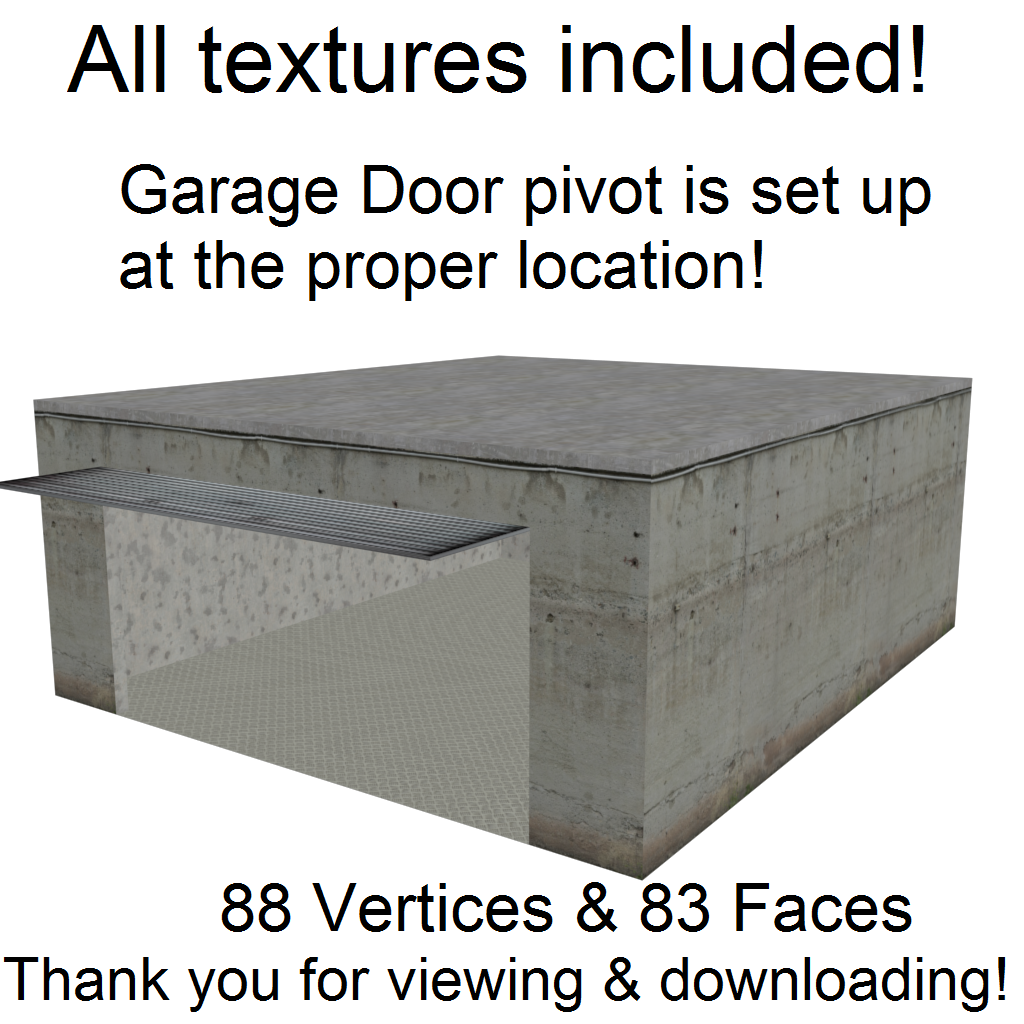 All textures included!
Garage Door pivot is set up
at the proper location!
88 Vertices & 83 Faces
Thank you for viewing & downloading!